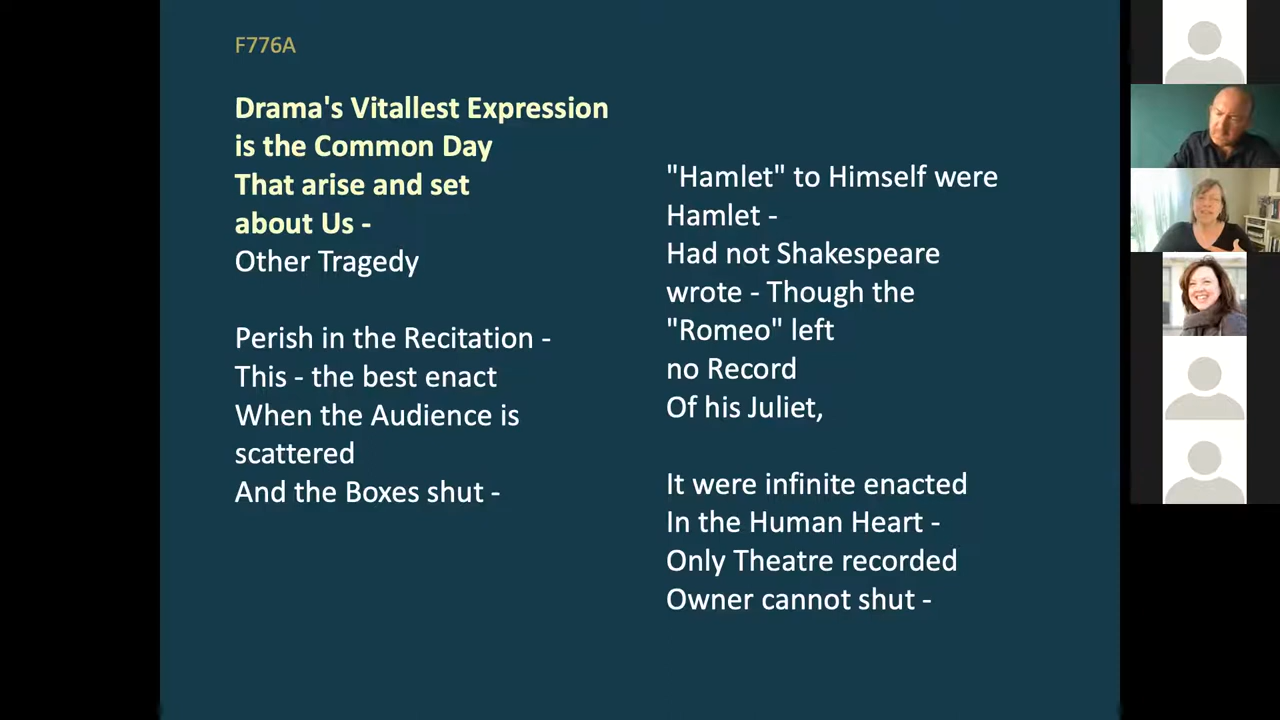 F776A
Drama's Vitallest Expression
is the Common Day
That arise and set
about Us -
Other Tragedy
Perish in the Recitation -
This - the best enact
When the Audience is
scattered
And the Boxes shut -
"Hamlet" to Himself were
Hamlet -
Had not Shakespeare
wrote - Though the
"Romeo" left
no Record
Of his Juliet,
It were infinite enacted
In the Human Heart -
Only Theatre recorded
Owner cannot shut -